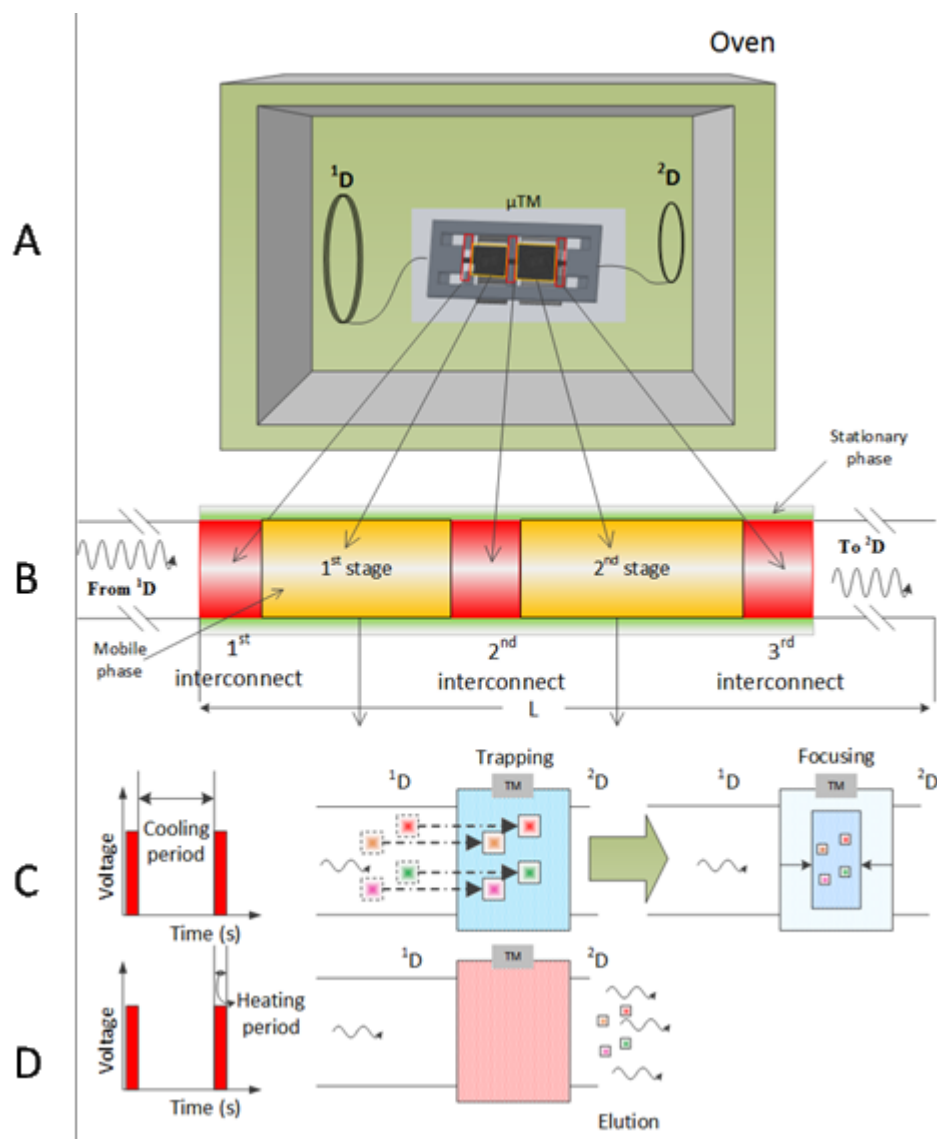 Oven
A
¹D
²D
µTM
Stationary
phase
B
From ¹D
1ˢᵗ stage
2ⁿᵈ stage
To ²D
Mobile
phase
1ˢᵗ
interconnect
2ⁿᵈ
interconnect
3ʳᵈ
interconnect
L
C
Voltage
Cooling
period
Time (s)
Trapping
¹D
TM
²D
Focusing
¹D
TM
²D
D
Voltage
Heating
period
Time (s)
¹D
TM
²D
Elution